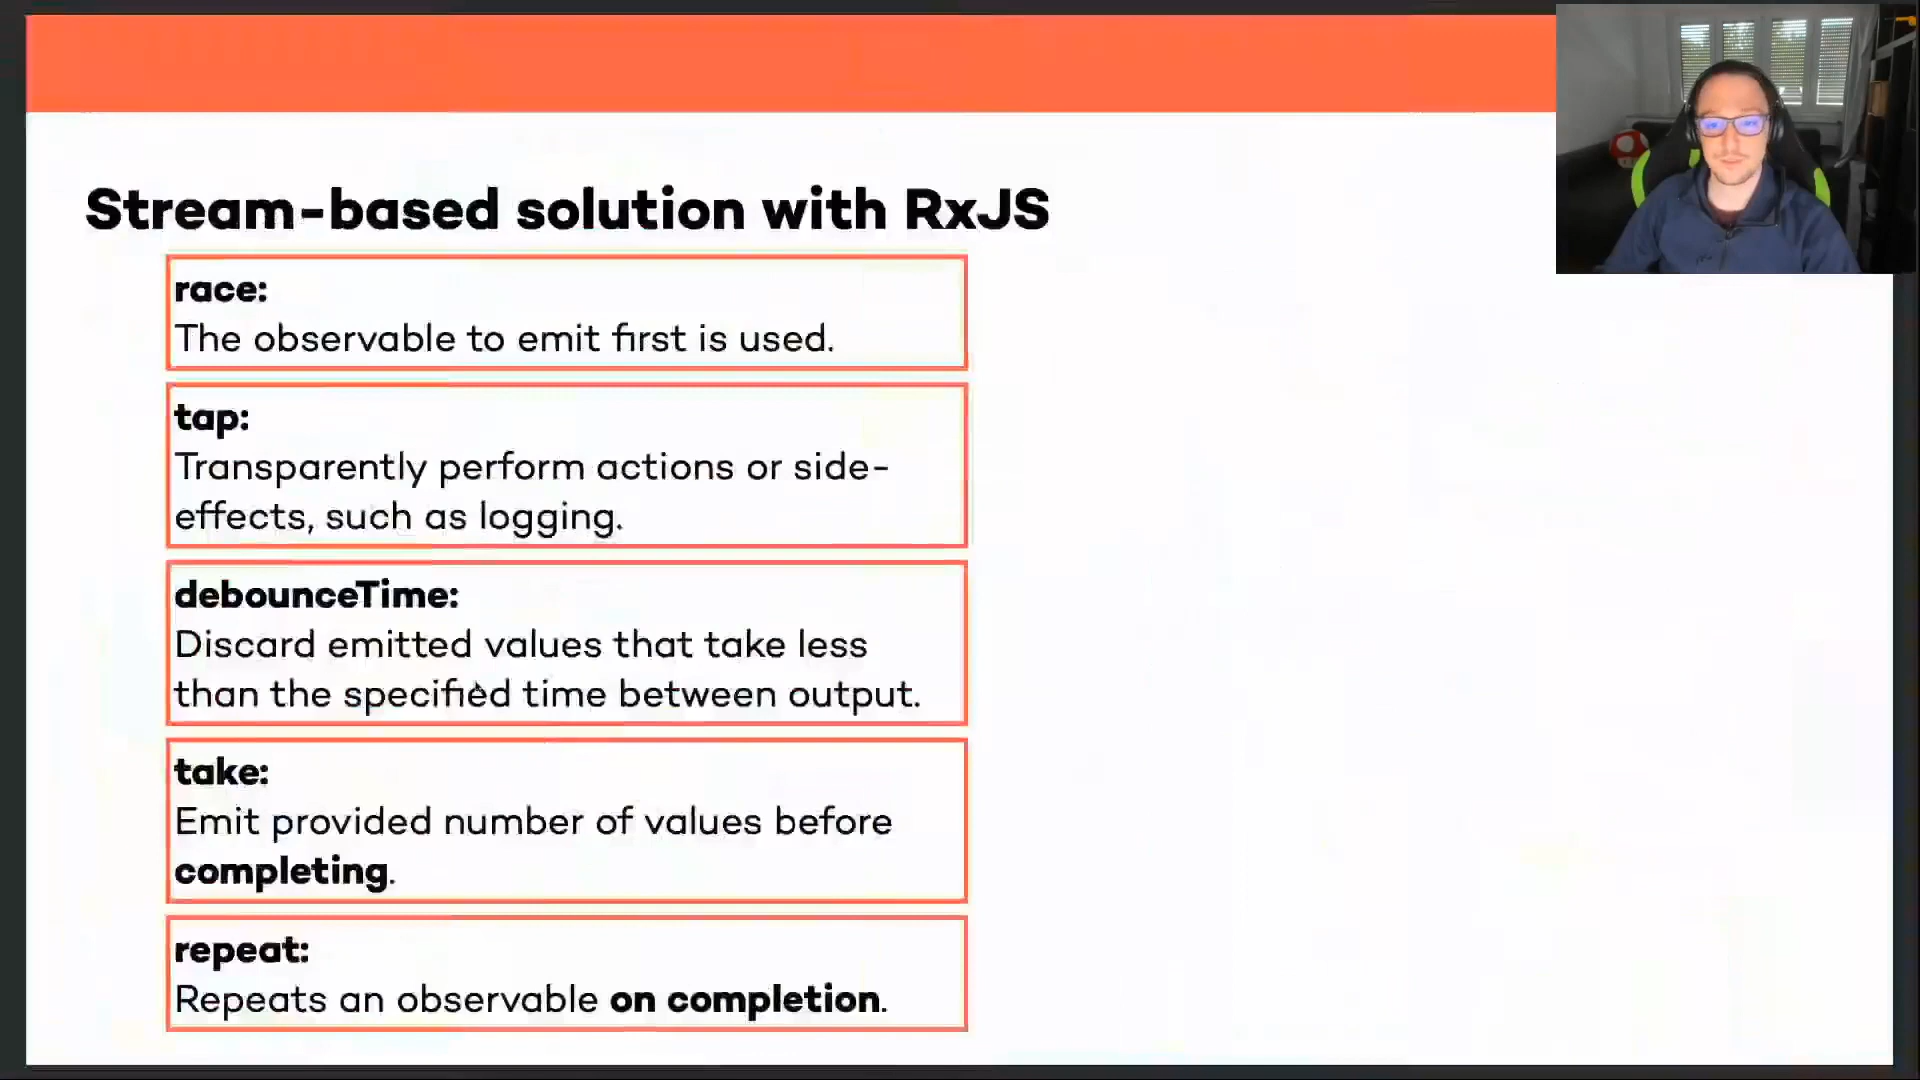 Stream-based solution with RxJS
race:
The observable to emit first is used.
tap:
Transparently perform actions or side-
effects, such as logging.
debounceTime:
Discard emitted values that take less
than the specified time between output.
take:
Emit provided number of values before
completing.
repeat:
Repeats an observable on completion.